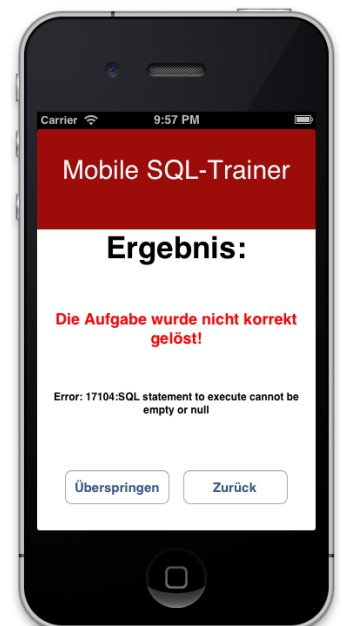 Carrier 9:57 PM
Mobile SQL-Trainer
Ergebnis:
Die Aufgabe wurde nicht korrekt
gelöst!
Error: 17104:SQL statement to execute cannot be
empty or null
Überspringen Zurück